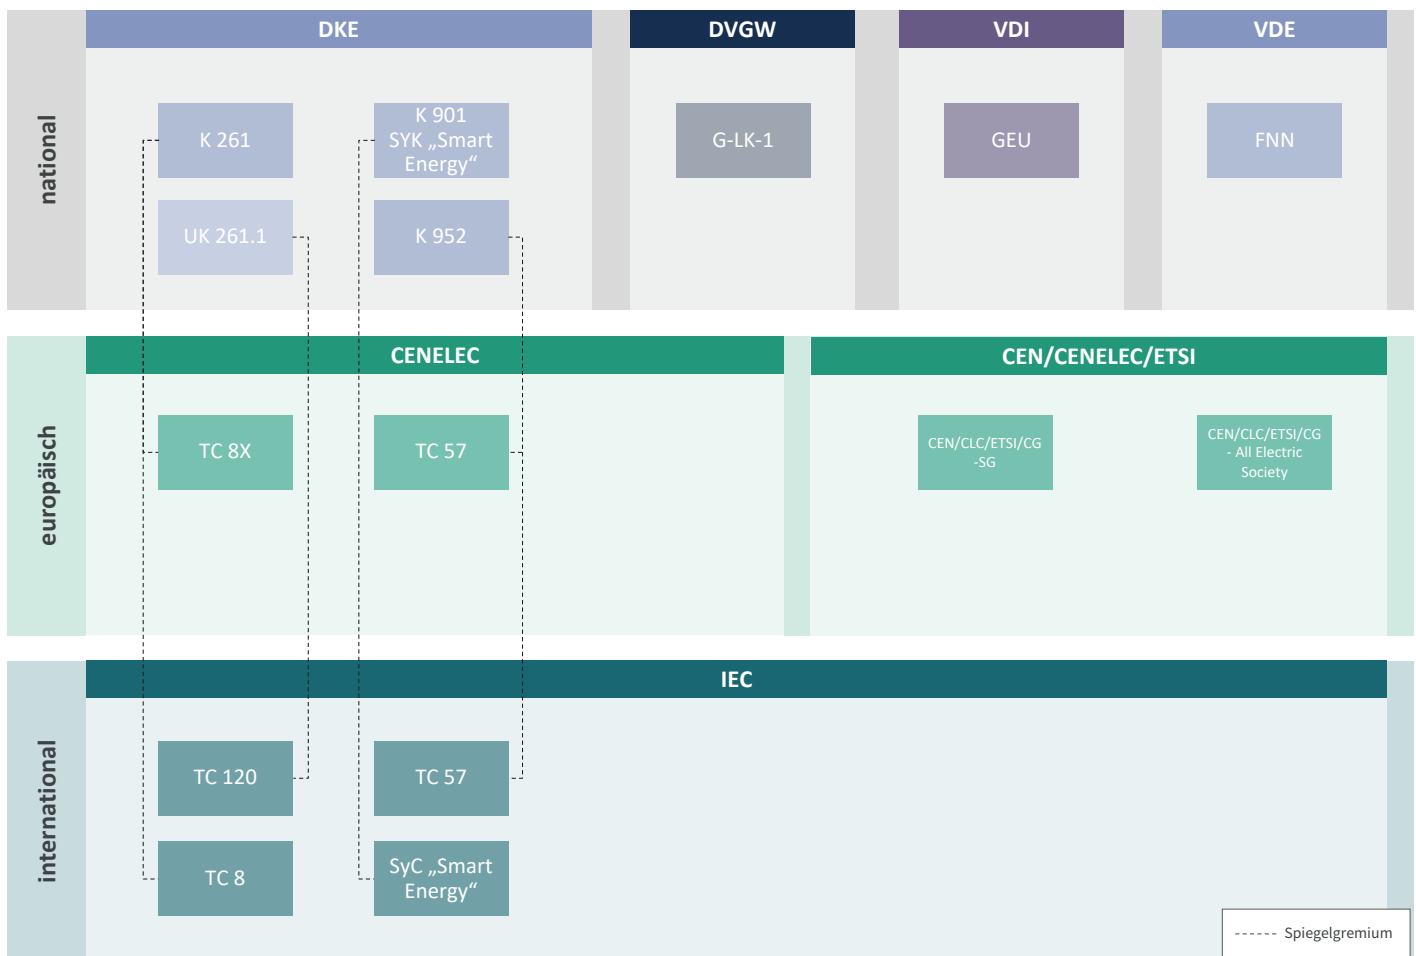 DKE
DVGW
VDI
VDE
national
K 261
K 901
SYK „Smart
Energy“
G-LK-1
GEU
FNN
UK 261.1
K 952
CENELEC
CEN/CENELEC/ETSI
europäisch
TC 8X
TC 57
CEN/CLC/ETSI/CG
-SG
CEN/CLC/ETSI/CG
- All Electric
Society
IEC
international
TC 120
TC 57
TC 8
SyC „Smart
Energy“
Spiegelgremium